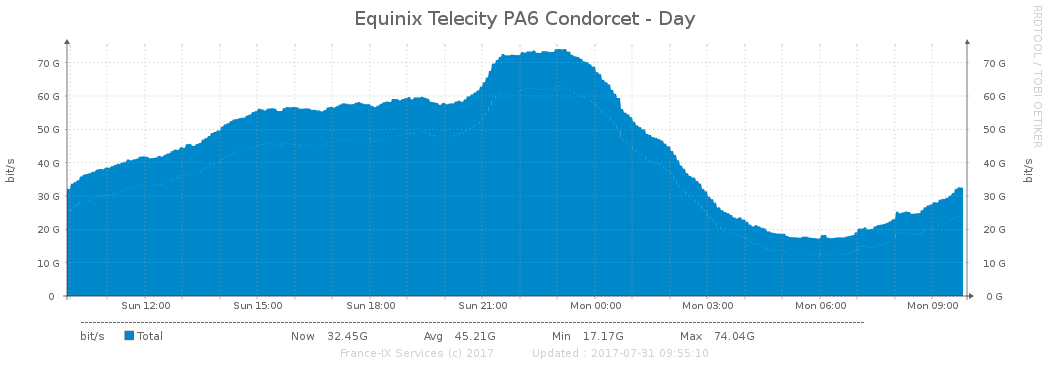 Equinix Telecity PA6 Condorcet - Day
RRDTOOL / TOBI OETIKER
70 G 70 G
60 G 60 G
50 G 50 G
40 G 40 G
30 G 30 G
20 G 20 G
10 G 10 G
0 0 G
bit/s bit/s
Sun 12:00 Sun 15:00 Sun 18:00 Sun 21:00 Mon 00:00 Mon 03:00 Mon 06:00 Mon 09:00
bit/s Total Now 32.45G Avg 45.21G Min 17.17G Max 74.04G
France-IX Services (c) 2017 Updated : 2017-07-31 09:55:10